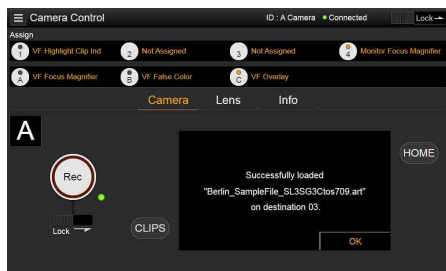 Camera Control
ID : A Camera
Connected
Lock
Assign
1 VF Highlight Clip Ind
2 Not Assigned
3 Not Assigned
4 Monitor Focus Magnifier
A VF Focus Magnifier
B VF False Color
C VF Overlay
Camera Lens Info
A
HOME
Rec
Successfully loaded
"Berlin_SampleFile_SL3SG3Ctos709.art"
on destination 03.
Lock
CLIPS
OK